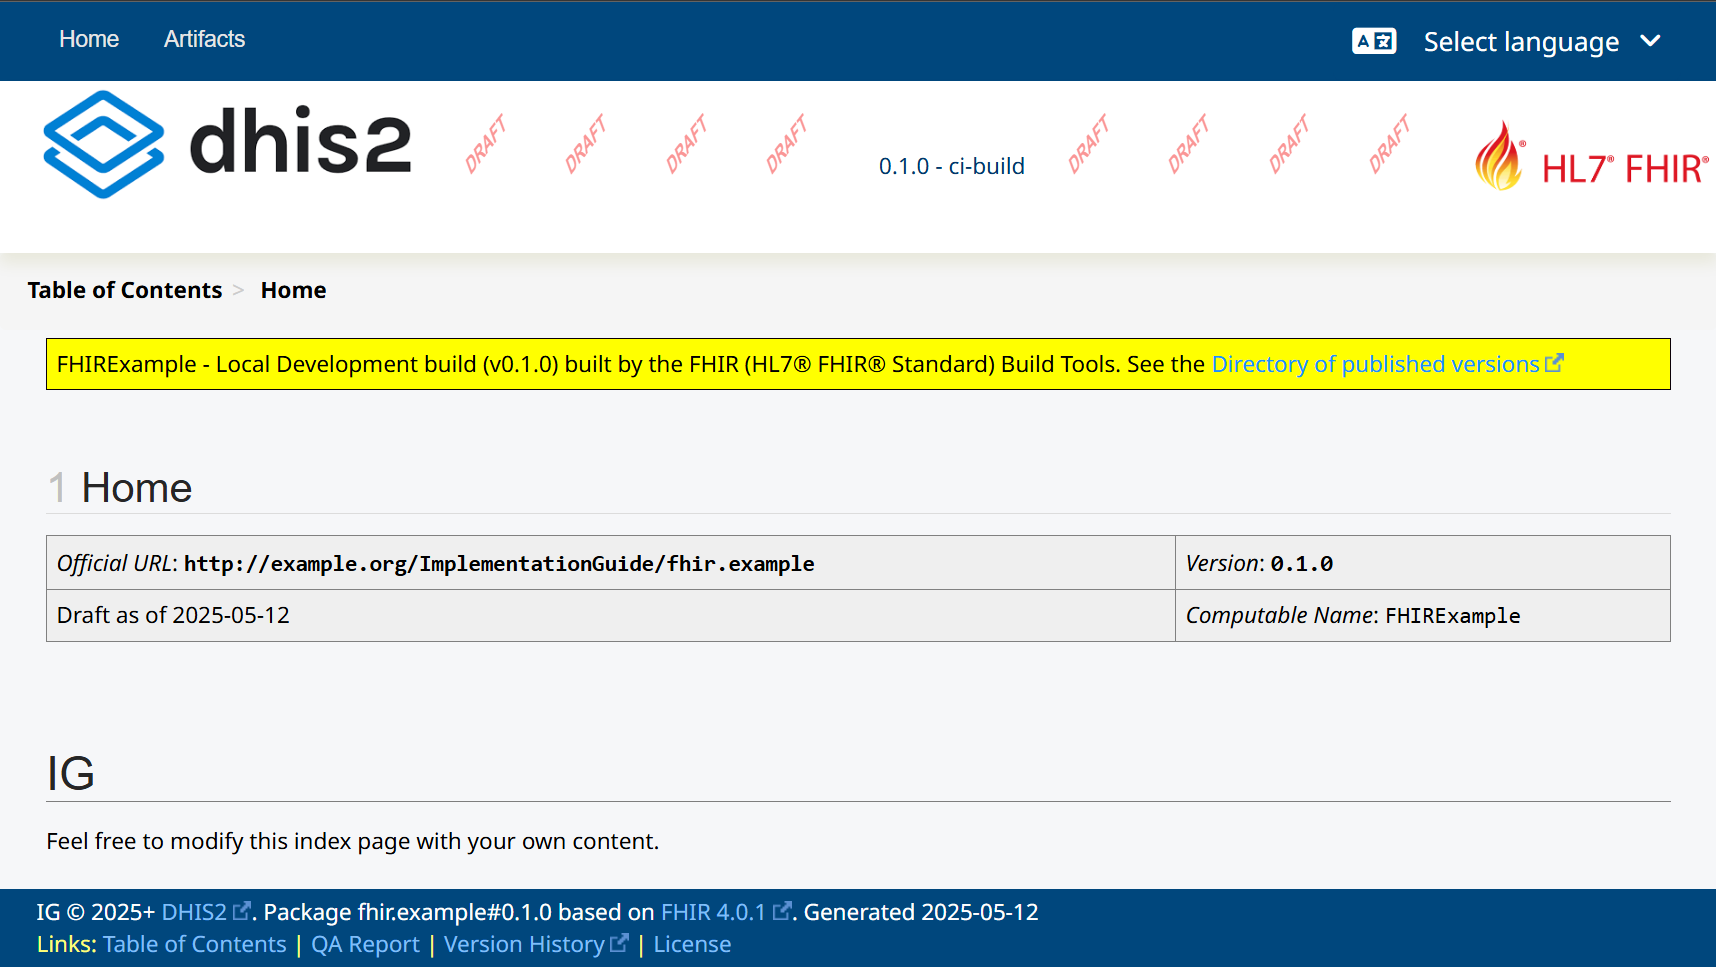 Home Artifacts Select language
dhis2 DRAFT DRAFT DRAFT DRAFT 0.1.0 - ci-build DRAFT DRAFT DRAFT DRAFT HL7® FHIR®
Table of Contents > Home
FHIRExample - Local Development build (v0.1.0) built by the FHIR (HL7® FHIR® Standard) Build Tools. See the Directory of published versions
1 Home
Official URL: http://example.org/ImplementationGuide/fhir.example Version: 0.1.0
Draft as of 2025-05-12 Computable Name: FHIRExample
IG
Feel free to modify this index page with your own content.
IG © 2025+ DHIS2. Package fhir.example#0.1.0 based on FHIR 4.0.1. Generated 2025-05-12
Links: Table of Contents | QA Report | Version History | License